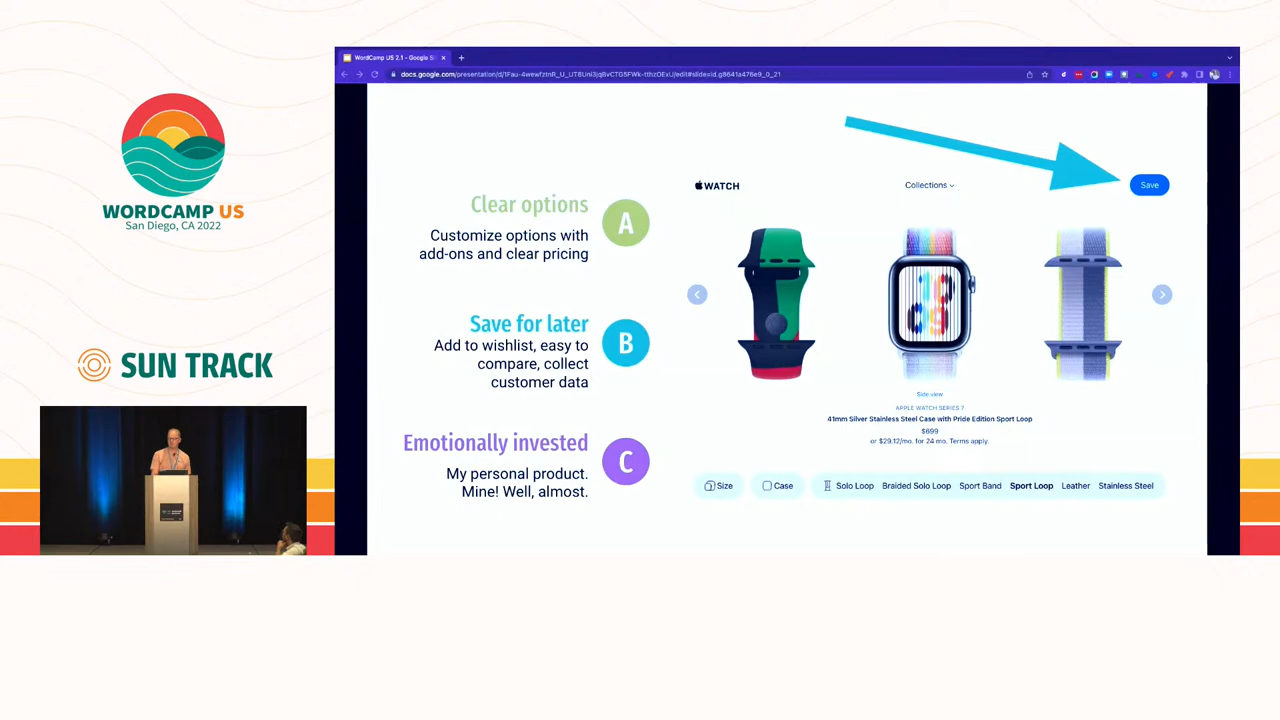 WORDCAMP US
San Diego, CA 2022
SUN TRACK
WordCamp US 2.1 - Google Sl
Clear options
A
Customize options with
add-ons and clear pricing
Save for later
B
Add to wishlist, easy to
compare, collect
customer data
Emotionally invested
C
My personal product.
Mine! Well, almost.
WATCH
Collections
Save
Side view
APPLE WATCH SERIES 7
41mm Silver Stainless Steel Case with Pride Edition Sport Loop
$699
or $29.12/mo. for 24 mo. Terms apply.
Size
Case
Solo Loop Braided Solo Loop Sport Band Sport Loop Leather Stainless Steel